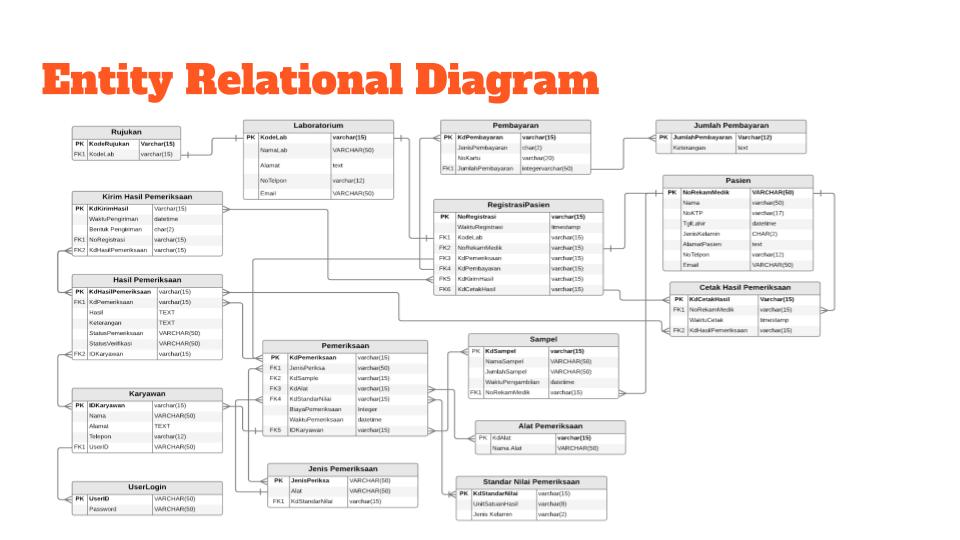 Entity Relational Diagram
Rujukan
PK KodeRujukan Varchar(15)
FK1 KodeLab varchar(15)
Laboratorium
PK KodeLab varchar(15)
NamaLab VARCHAR(50)
Alamat text
NoTelpon varchar(12)
Email VARCHAR(50)
Pembayaran
PK KdPembayaran varchar(15)
JenisPembayaran char(2)
NoKartu varchar(20)
FK1 JumlahPembayaran Integervarchar(50)
Jumlah Pembayaran
PK JumlahPembayaran Varchar(12)
Keterangan text
Kirim Hasil Pemeriksaan
PK KdKirimHasil Varchar(15)
WaktuPengiriman datetime
Bentuk Pengiriman char(2)
FK1 NoRegistrasi varchar(15)
FK2 KdHasilPemeriksaan varchar(15)
RegistrasiPasien
PK NoRegistrasi varchar(15)
WaktuRegistrasi timestamp
FK1 KodeLab varchar(15)
FK2 NoRekamMedik varchar(15)
FK3 KdPemeriksaan varchar(15)
FK4 KdPembayaran varchar(15)
FK5 KdKirimHasil varchar(15)
FK6 KdCetakHasil varchar(15)
Pasien
PK NoRekamMedik VARCHAR(50)
Nama varchar(50)
NoKTP varchar(17)
TglLahir datetime
JenisKelamin CHAR(2)
AlamatPasien text
NoTelpon varchar(12)
Email VARCHAR(50)
Hasil Pemeriksaan
PK KdHasilPemeriksaan varchar(15)
FK1 KdPemeriksaan varchar(15)
Hasil TEXT
Keterangan TEXT
StatusPemeriksaan VARCHAR(50)
StatusVerifikasi VARCHAR(50)
FK2 IDKaryawan varchar(15)
Cetak Hasil Pemeriksaan
PK KdCetakHasil Varchar(15)
FK1 NoRekamMedik varchar(15)
WaktuCetak timestamp
FK2 KdHasilPemeriksaan varchar(15)
Pemeriksaan
PK KdPemeriksaan varchar(15)
FK1 JenisPeriksa varchar(50)
FK2 KdSample varchar(15)
FK3 KdAlat varchar(15)
FK4 KdStandarNilai varchar(15)
BiayaPemeriksaan Integer
WaktuPemeriksaan datetime
FK5 IDKaryawan varchar(15)
Sampel
PK KdSampel varchar(15)
NamaSampel VARCHAR(50)
JumlahSampel VARCHAR(50)
WaktuPengambilan datetime
FK1 NoRekamMedik varchar(15)
Karyawan
PK IDKaryawan varchar(15)
Nama VARCHAR(50)
Alamat TEXT
Telepon varchar(12)
FK1 UserID VARCHAR(50)
Alat Pemeriksaan
PK KdAlat varchar(15)
Nama Alat VARCHAR(50)
Jenis Pemeriksaan
PK JenisPeriksa VARCHAR(50)
Alat VARCHAR(50)
FK1 KdStandarNilai varchar(15)
Standar Nilai Pemeriksaan
PK KdStandarNilai varchar(15)
UnitSatuanHasil varchar(8)
Jenis Kelamin varchar(2)
UserLogin
PK UserID VARCHAR(50)
Password VARCHAR(50)